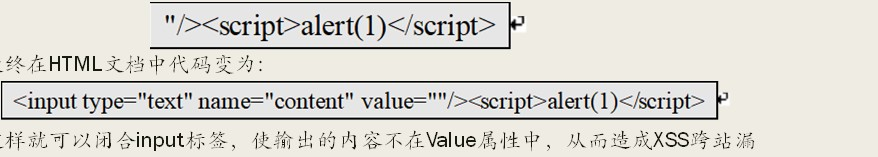 "/><script>alert(1)</script>
终在HTML文档中代码变为：
<input type="text" name="content" value=""/><script>alert(1)</script>
样就可以闭合input标签，使输出的内容不在Value属性中，从而造成XSS跨站漏